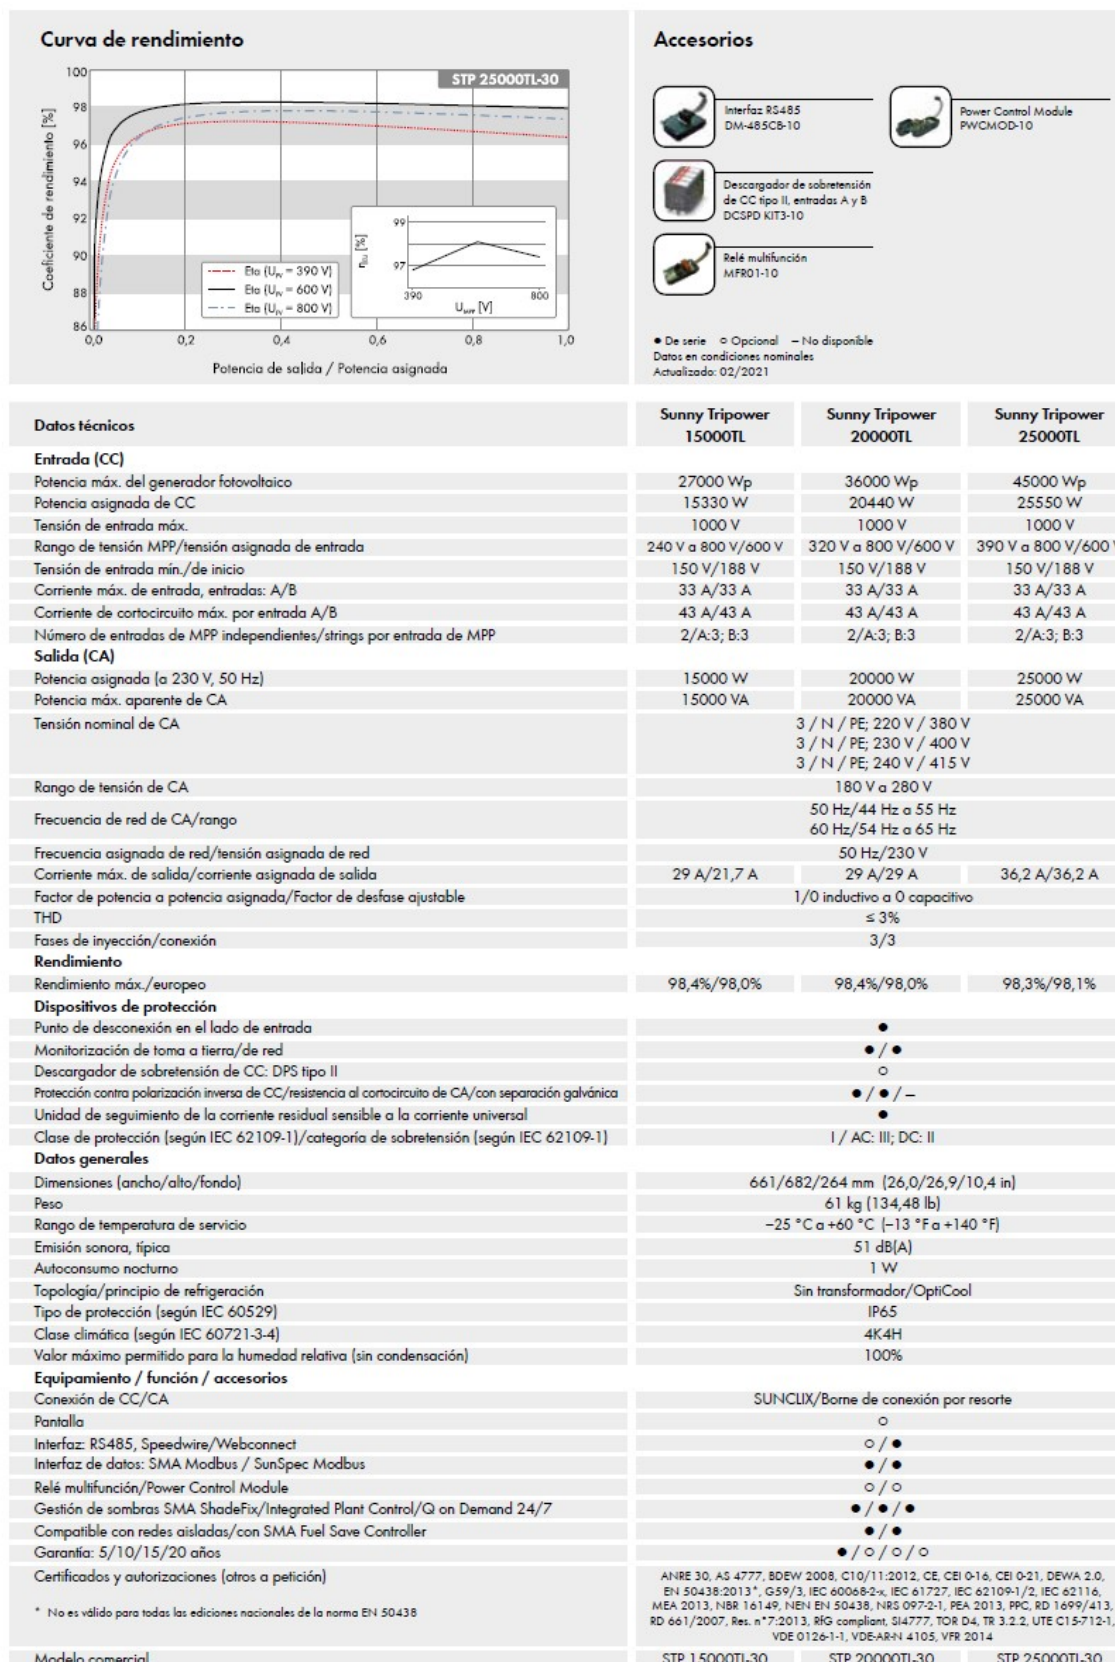 Curva de rendimiento
STP 25000TL-30
Coeficiente de rendimiento [%]
100
98
96
94
92
90
88
86
0,0 0,2 0,4 0,6 0,8 1,0
Potencia de salida / Potencia asignada
Eta (U_PV = 390 V)
Eta (U_PV = 600 V)
Eta (U_PV = 800 V)
η_EU [%]
99
97
390 800
U_MPP [V]
Accesorios
Interfaz RS485
DM-485CB-10
Power Control Module
PWCMOD-10
Descargador de sobretensión
de CC tipo II, entradas A y B
DCSPD KIT3-10
Relé multifunción
MFR01-10
● De serie ○ Opcional – No disponible
Datos en condiciones nominales
Actualizado: 02/2021
Datos técnicos Sunny Tripower 15000TL Sunny Tripower 20000TL Sunny Tripower 25000TL
Entrada (CC)
Potencia máx. del generador fotovoltaico 27000 Wp 36000 Wp 45000 Wp
Potencia asignada de CC 15330 W 20440 W 25550 W
Tensión de entrada máx. 1000 V 1000 V 1000 V
Rango de tensión MPP/tensión asignada de entrada 240 V a 800 V/600 V 320 V a 800 V/600 V 390 V a 800 V/600 V
Tensión de entrada mín./de inicio 150 V/188 V 150 V/188 V 150 V/188 V
Corriente máx. de entrada, entradas: A/B 33 A/33 A 33 A/33 A 33 A/33 A
Corriente de cortocircuito máx. por entrada A/B 43 A/43 A 43 A/43 A 43 A/43 A
Número de entradas de MPP independientes/strings por entrada de MPP 2/A:3; B:3 2/A:3; B:3 2/A:3; B:3
Salida (CA)
Potencia asignada (a 230 V, 50 Hz) 15000 W 20000 W 25000 W
Potencia máx. aparente de CA 15000 VA 20000 VA 25000 VA
Tensión nominal de CA 3 / N / PE; 220 V / 380 V
3 / N / PE; 230 V / 400 V
3 / N / PE; 240 V / 415 V
Rango de tensión de CA 180 V a 280 V
Frecuencia de red de CA/rango 50 Hz/44 Hz a 55 Hz
60 Hz/54 Hz a 65 Hz
Frecuencia asignada de red/tensión asignada de red 50 Hz/230 V
Corriente máx. de salida/corriente asignada de salida 29 A/21,7 A 29 A/29 A 36,2 A/36,2 A
Factor de potencia a potencia asignada/Factor de desfase ajustable 1/0 inductivo a 0 capacitivo
THD ≤ 3%
Fases de inyección/conexión 3/3
Rendimiento
Rendimiento máx./europeo 98,4%/98,0% 98,4%/98,0% 98,3%/98,1%
Dispositivos de protección
Punto de desconexión en el lado de entrada ●
Monitorización de toma a tierra/de red ● / ●
Descargador de sobretensión de CC: DPS tipo II ○
Protección contra polarización inversa de CC/resistencia al cortocircuito de CA/con separación galvánica ● / ● / –
Unidad de seguimiento de la corriente residual sensible a la corriente universal ●
Clase de protección (según IEC 62109-1)/categoría de sobretensión (según IEC 62109-1) I / AC: III; DC: II
Datos generales
Dimensiones (ancho/alto/fondo) 661/682/264 mm (26,0/26,9/10,4 in)
Peso 61 kg (134,48 lb)
Rango de temperatura de servicio −25 °C a +60 °C (−13 °F a +140 °F)
Emisión sonora, típica 51 dB(A)
Autoconsumo nocturno 1 W
Topología/principio de refrigeración Sin transformador/OptiCool
Tipo de protección (según IEC 60529) IP65
Clase climática (según IEC 60721-3-4) 4K4H
Valor máximo permitido para la humedad relativa (sin condensación) 100%
Equipamiento / función / accesorios
Conexión de CC/CA SUNCLIX/Borne de conexión por resorte
Pantalla ○
Interfaz: RS485, Speedwire/Webconnect ○ / ●
Interfaz de datos: SMA Modbus / SunSpec Modbus ● / ●
Relé multifunción/Power Control Module ○ / ○
Gestión de sombras SMA ShadeFix/Integrated Plant Control/Q on Demand 24/7 ● / ● / ●
Compatible con redes aisladas/con SMA Fuel Save Controller ● / ●
Garantía: 5/10/15/20 años ● / ○ / ○ / ○
Certificados y autorizaciones (otros a petición) ANRE 30, AS 4777, BDEW 2008, C10/11:2012, CE, CEI 0-16, CEI 0-21, DEWA 2.0,
EN 50438:2013*, G59/3, IEC 60068-2-x, IEC 61727, IEC 62109-1/2, IEC 62116,
MEA 2013, NBR 16149, NEN EN 50438, NRS 097-2-1, PEA 2013, PPC, RD 1699/413,
RD 661/2007, Res. n°7:2013, RfG compliant, SI4777, TOR D4, TR 3.2.2, UTE C15-712-1,
VDE 0126-1-1, VDE-AR-N 4105, VFR 2014
* No es válido para todas las ediciones nacionales de la norma EN 50438
Modelo comercial STP 15000TL-30 STP 20000TL-30 STP 25000TL-30